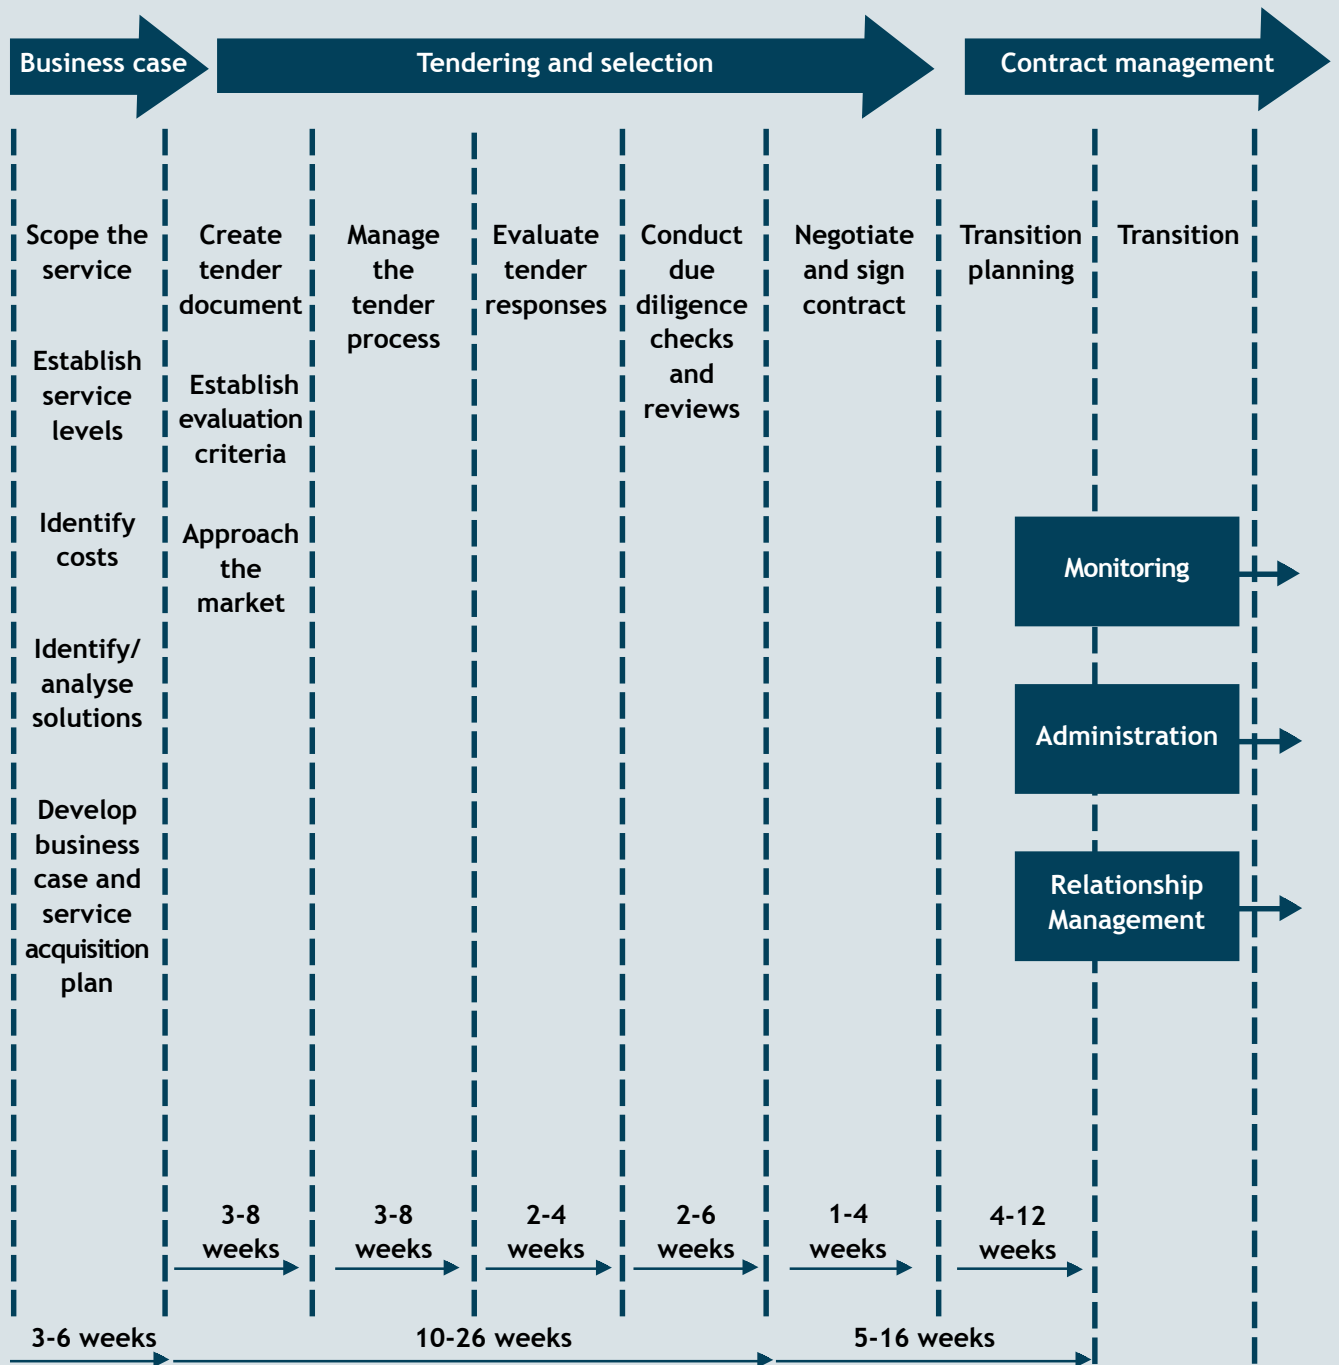 Business case
Tendering and selection
Contract management
Scope the
service
Establish
service
levels
Identify
costs
Identify/
analyse
solutions
Develop
business
case and
service
acquisition
plan
Create
tender
document
Establish
evaluation
criteria
Approach
the
market
Manage
the
tender
process
Evaluate
tender
responses
Conduct
due
diligence
checks
and
reviews
Negotiate
and sign
contract
Transition
planning
Transition
Monitoring
Administration
Relationship
Management
3-8
weeks
3-8
weeks
2-4
weeks
2-6
weeks
1-4
weeks
4-12
weeks
3-6 weeks
10-26 weeks
5-16 weeks